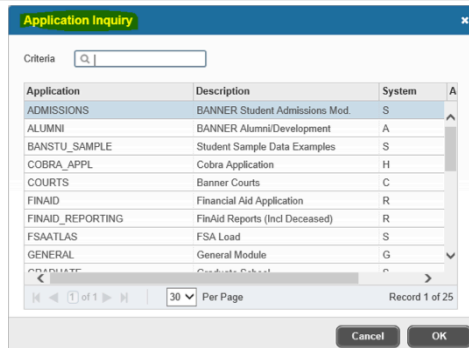 Application Inquiry
Criteria
Application Description System A
ADMISSIONS BANNER Student Admissions Mod. S
ALUMNI BANNER Alumni/Development A
BANSTU_SAMPLE Student Sample Data Examples S
COBRA_APPL Cobra Application H
COURTS Banner Courts C
FINAID Financial Aid Application R
FINAID_REPORTING FinAid Reports (Incl Deceased) R
FSAATLAS FSA Load S
GENERAL General Module G
1 of 1 30 Per Page Record 1 of 25
Cancel OK